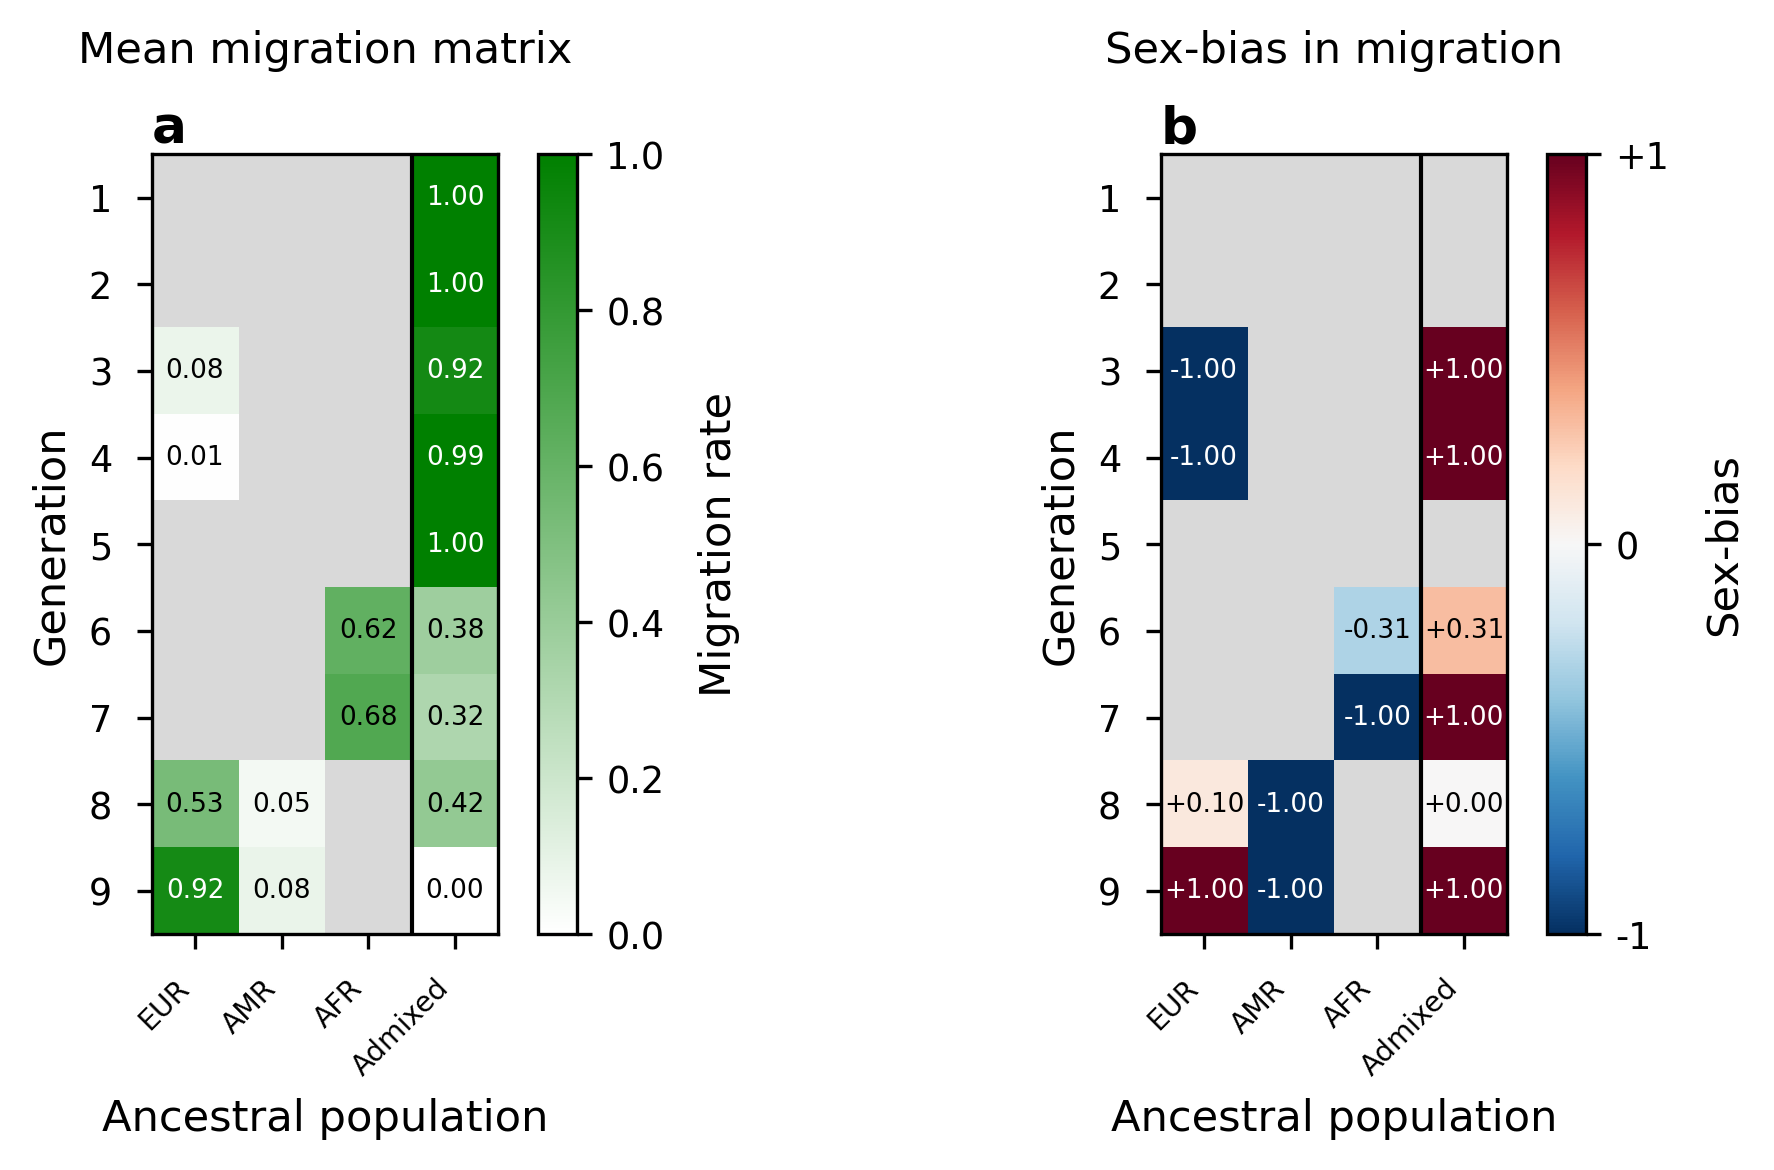 Mean migration matrix
a
1
2
3
4
5
6
7
8
9
Generation
1.00
1.00
0.08 0.92
0.01 0.99
1.00
0.62 0.38
0.68 0.32
0.53 0.05 0.42
0.92 0.08 0.00
EUR
AMR
AFR
Admixed
Ancestral population
1.0
0.8
0.6
0.4
0.2
0.0
Migration rate
Sex-bias in migration
b
1
2
3
4
5
6
7
8
9
Generation
-1.00 +1.00
-1.00 +1.00
-0.31 +0.31
-1.00 +1.00
+0.10 -1.00 +0.00
+1.00 -1.00 +1.00
EUR
AMR
AFR
Admixed
Ancestral population
+1
0
-1
Sex-bias